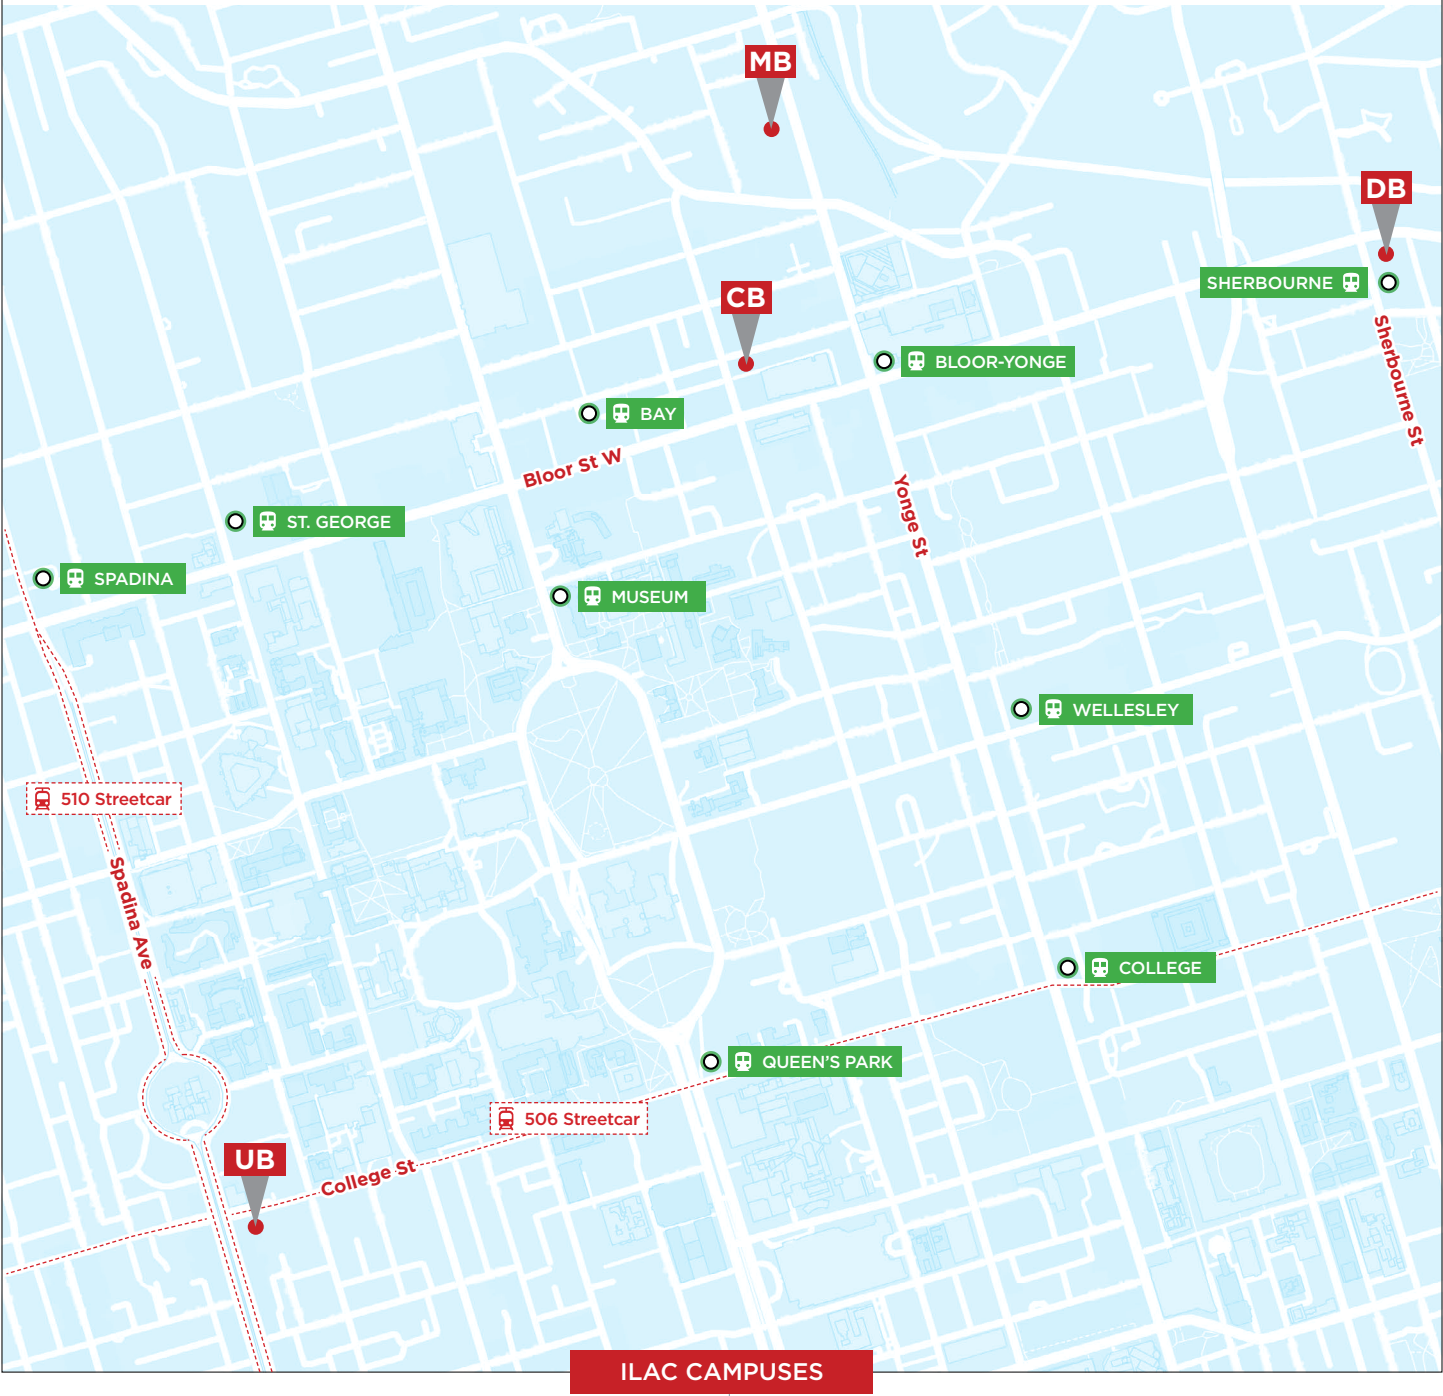 MB
DB
SHERBOURNE
CB
Sherbourne St
BLOOR-YONGE
BAY
Bloor St W
Yonge St
ST. GEORGE
SPADINA
MUSEUM
WELLESLEY
510 Streetcar
Spadina Ave
COLLEGE
QUEEN'S PARK
506 Streetcar
UB
College St
ILAC CAMPUSES